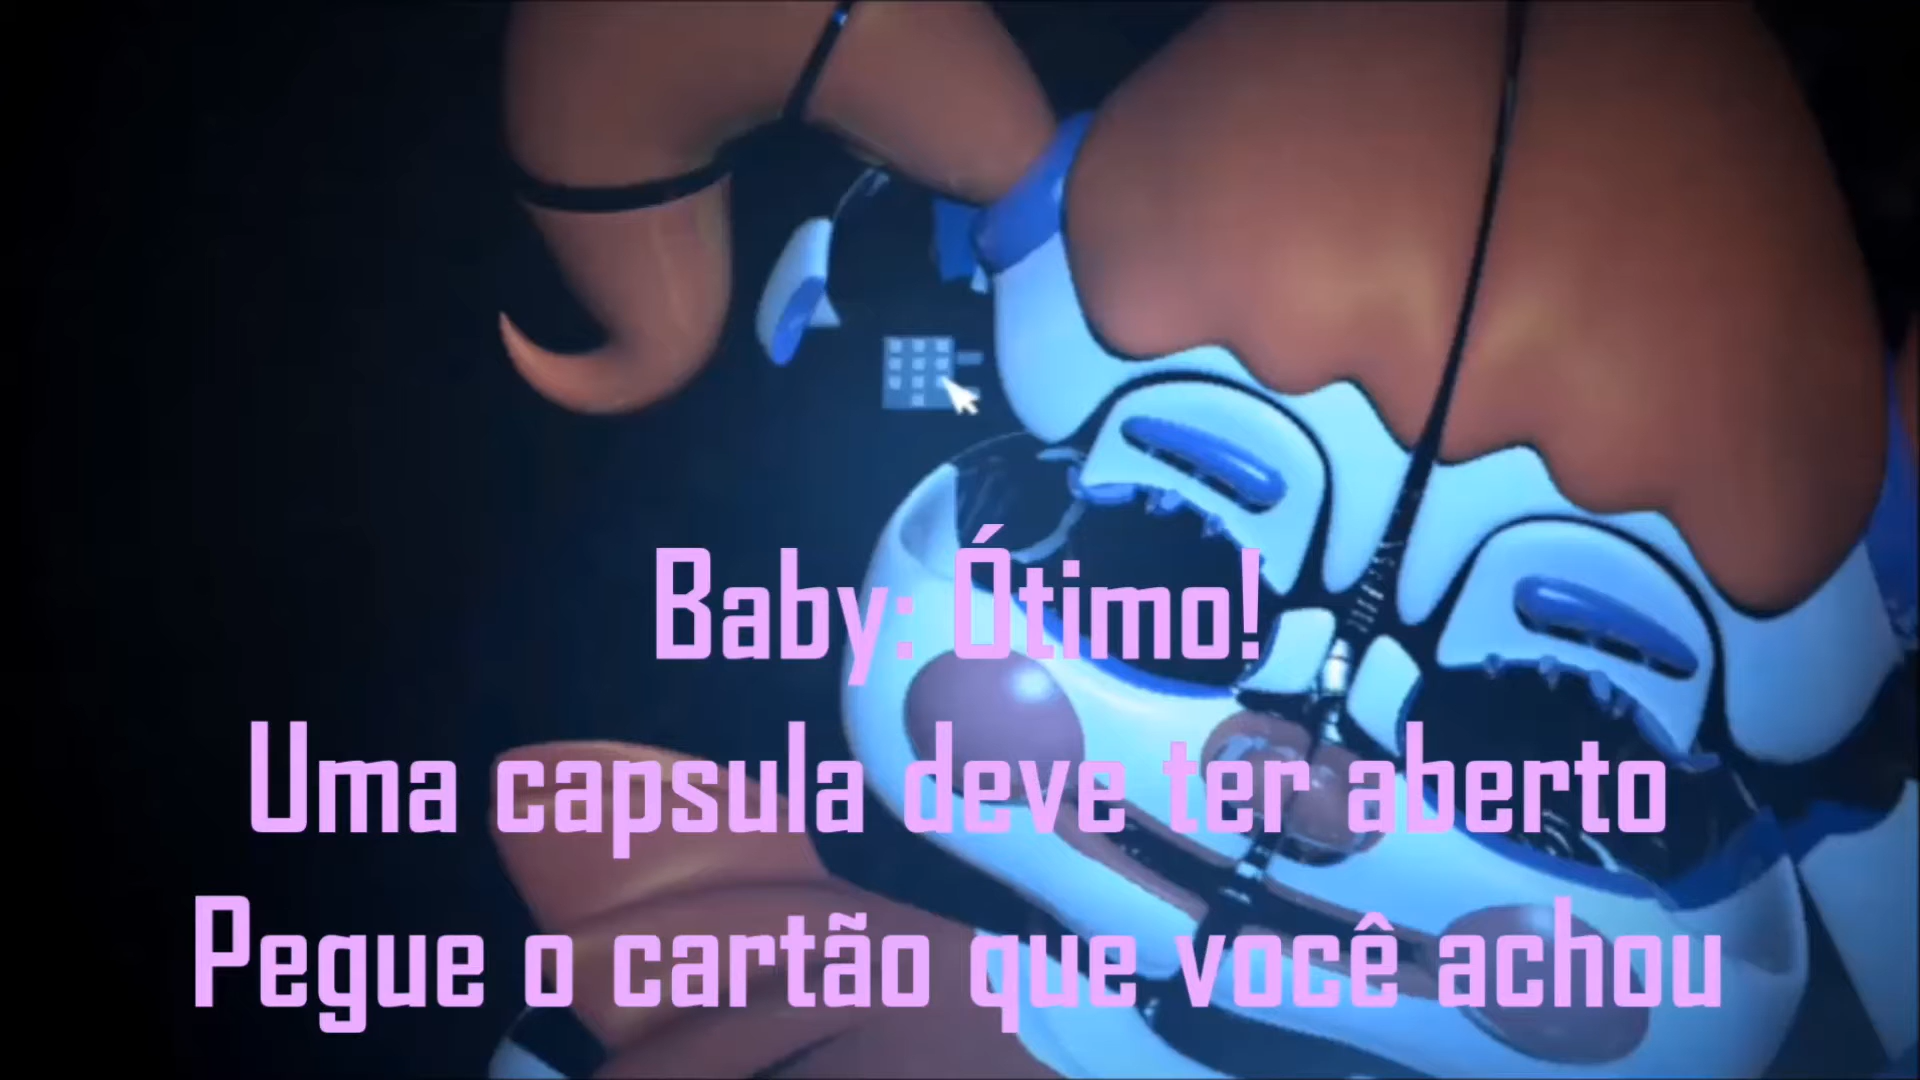 Baby: Ótimo!
Uma capsula deve ter aberto
Pegue o cartão que você achou